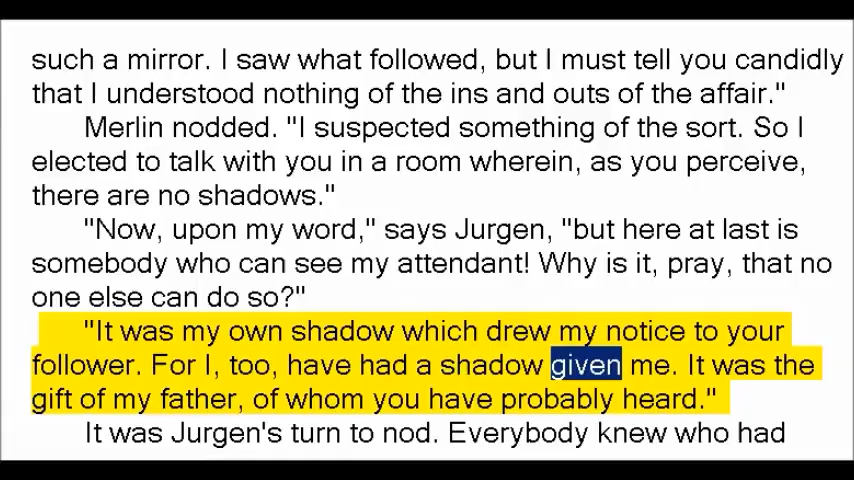 such a mirror. I saw what followed, but I must tell you candidly
that I understood nothing of the ins and outs of the affair."
Merlin nodded. "I suspected something of the sort. So I
elected to talk with you in a room wherein, as you perceive,
there are no shadows."
"Now, upon my word," says Jurgen, "but here at last is
somebody who can see my attendant! Why is it, pray, that no
one else can do so?"
"It was my own shadow which drew my notice to your
follower. For I, too, have had a shadow given me. It was the
gift of my father, of whom you have probably heard."
It was Jurgen's turn to nod. Everybody knew who had